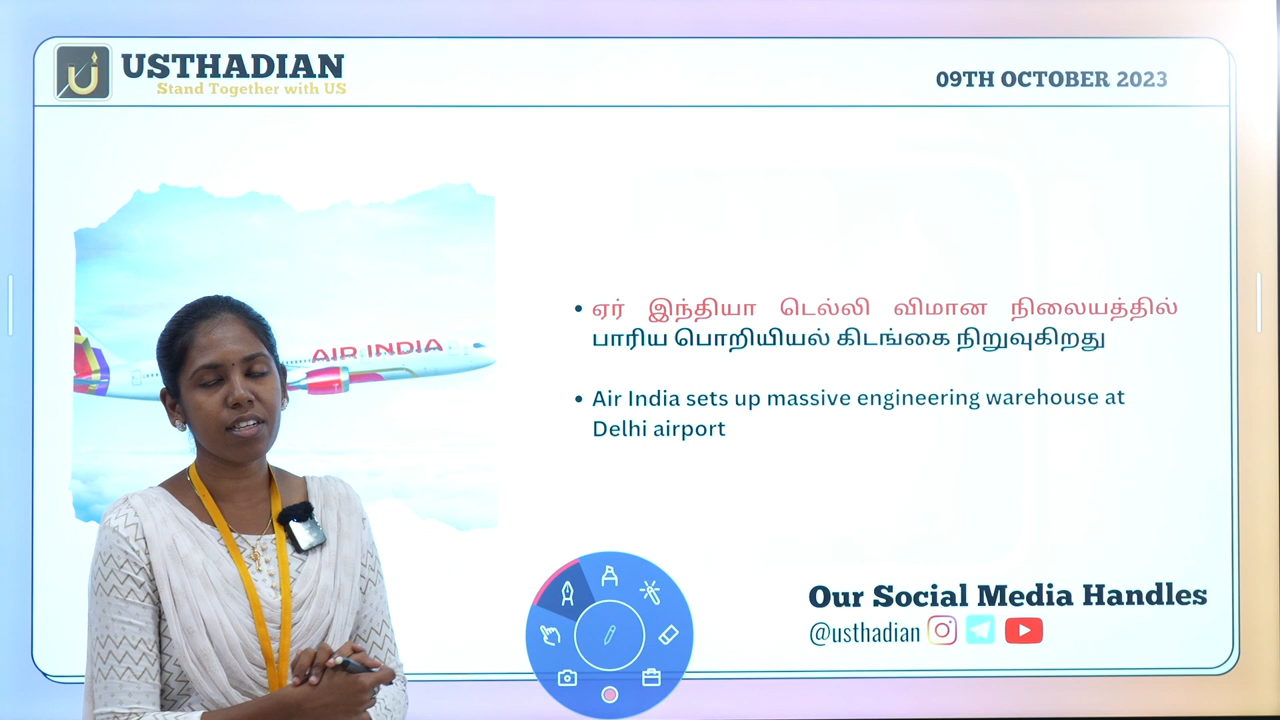 USTHADIAN
Stand Together with US
09TH OCTOBER 2023
AIR INDIA
• ஏர் இந்தியா டெல்லி விமான நிலையத்தில்
பாரிய பொறியியல் கிடங்கை நிறுவுகிறது
• Air India sets up massive engineering warehouse at
Delhi airport
Our Social Media Handles
@usthadian